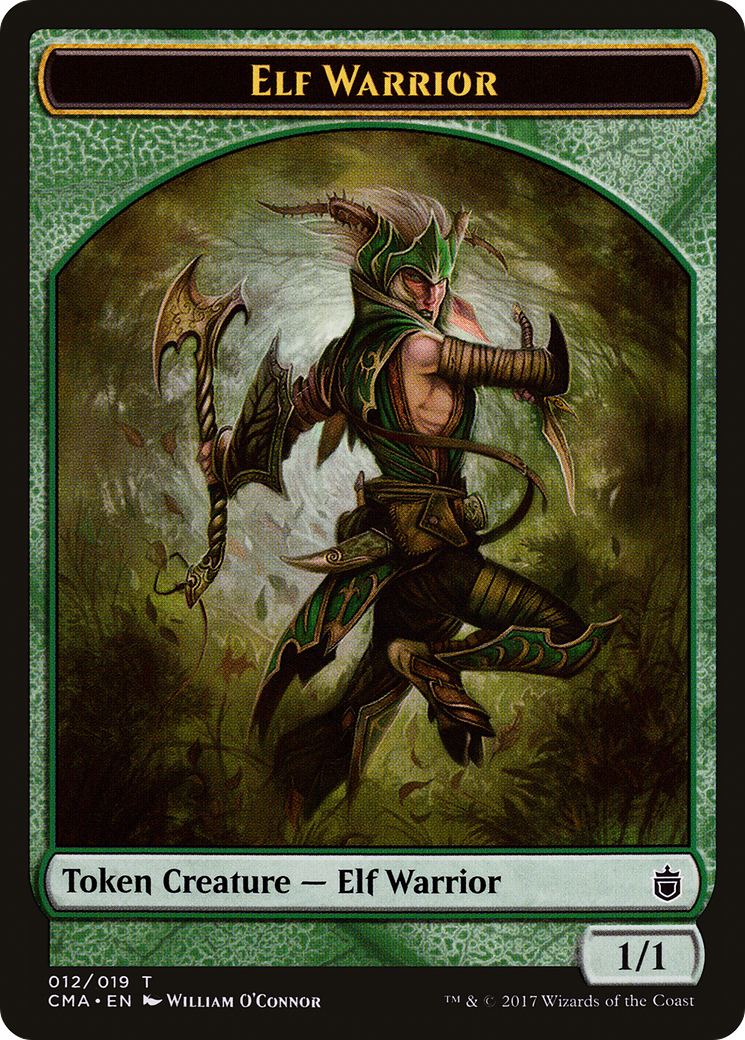 Elf Warrior
Token Creature — Elf Warrior
1/1
012/019 T
CMA • EN William O'Connor
™ & © 2017 Wizards of the Coast